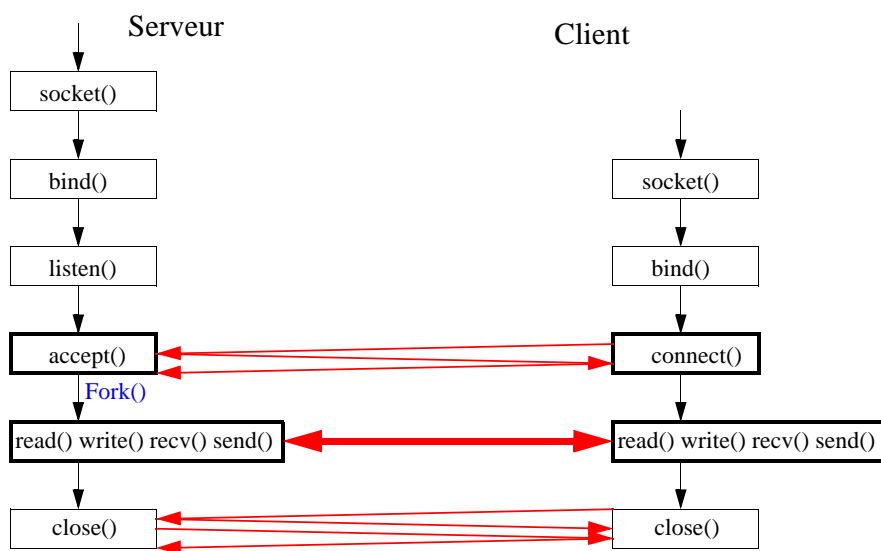 Serveur
Client
socket()
bind()
socket()
listen()
bind()
accept()
connect()
Fork()
read() write() recv() send()
read() write() recv() send()
close()
close()